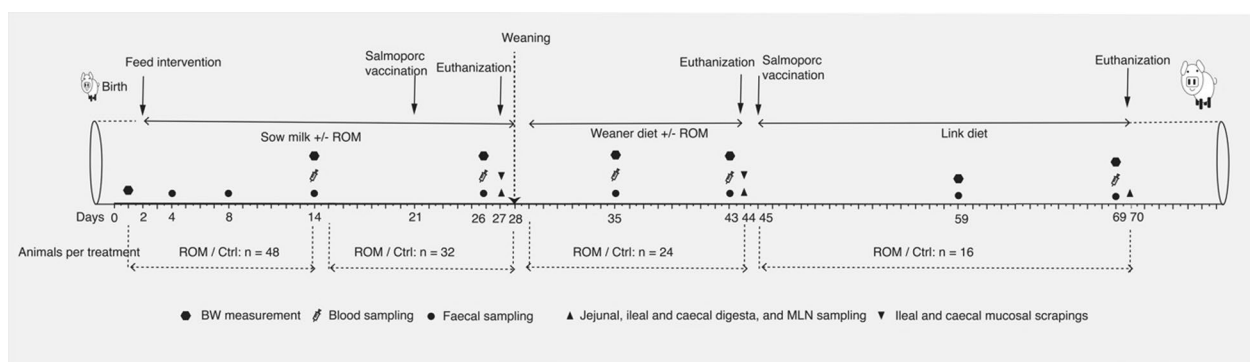 Weaning
Feed intervention
Salmoporc
vaccination
Euthanization
Euthanization
Salmoporc
vaccination
Euthanization
Birth
Sow milk +/- ROM
Weaner diet +/- ROM
Link diet
Days 0 2 4 8 14 21 26 27 28 35 43 44 45 59 69 70
Animals per treatment
ROM / Ctrl: n = 48
ROM / Ctrl: n = 32
ROM / Ctrl: n = 24
ROM / Ctrl: n = 16
BW measurement
Blood sampling
Faecal sampling
Jejunal, ileal and caecal digesta, and MLN sampling
Ileal and caecal mucosal scrapings